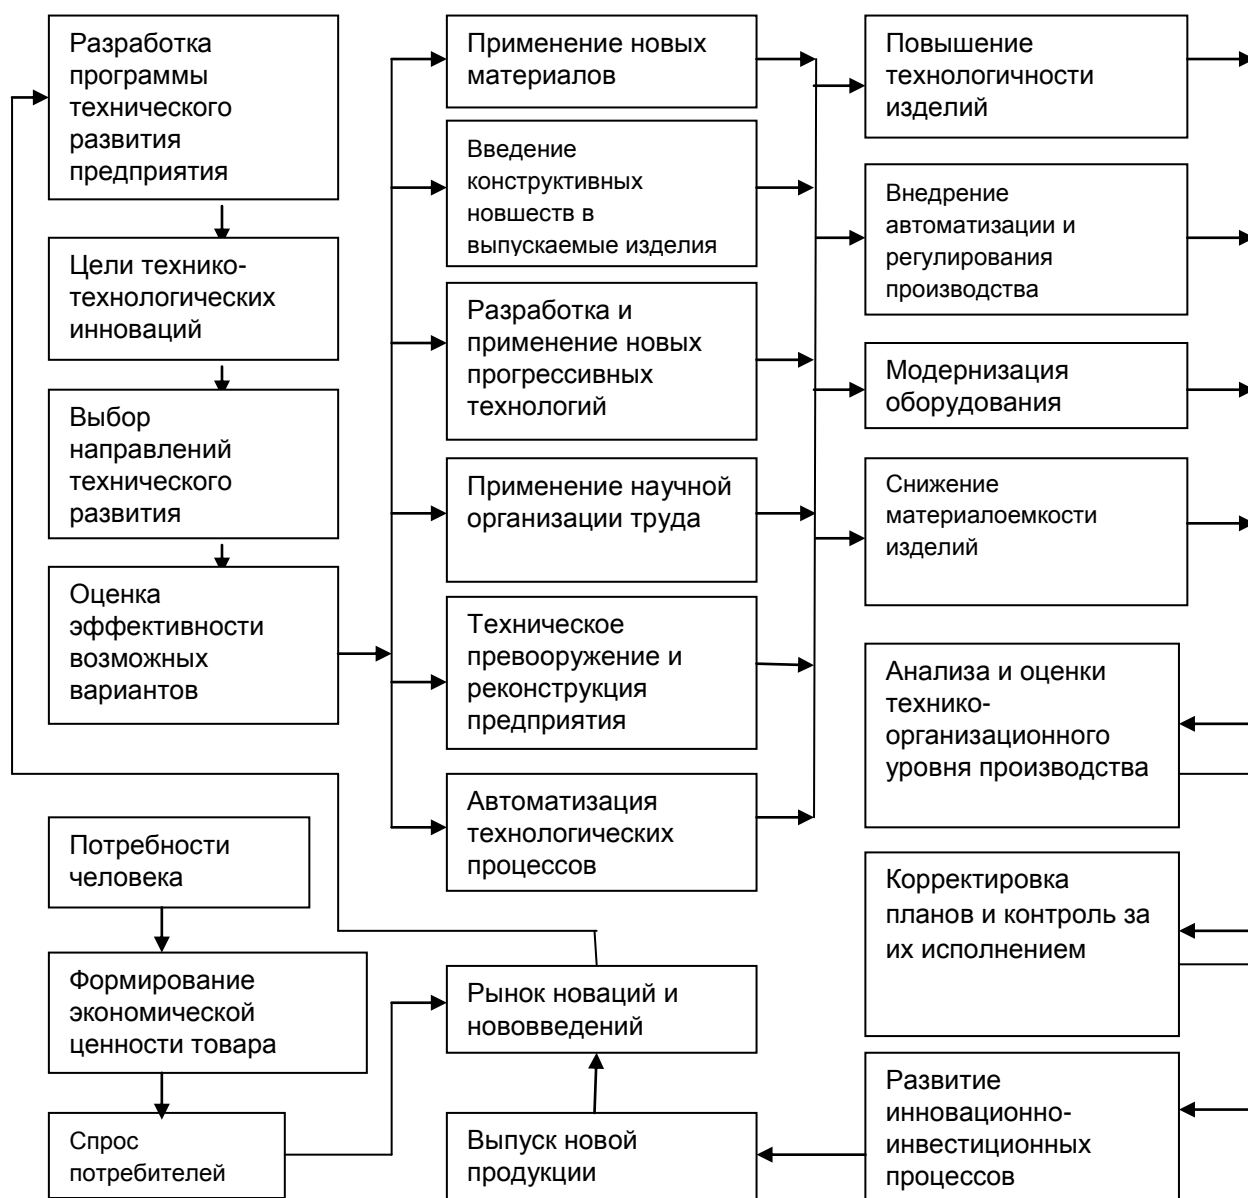 Разработка
программы
технического
развития
предприятия
Цели технико-
технологических
инноваций
Выбор
направлений
технического
развития
Оценка
эффективности
возможных
вариантов
Потребности
человека
Формирование
экономической
ценности товара
Спрос
потребителей
Применение новых
материалов
Введение
конструктивных
новшеств в
выпускаемые изделия
Разработка и
применение новых
прогрессивных
технологий
Применение научной
организации труда
Техническое
превооружение и
реконструкция
предприятия
Автоматизация
технологических
процессов
Рынок новаций и
нововведений
Выпуск новой
продукции
Повышение
технологичности
изделий
Внедрение
автоматизации и
регулирования
производства
Модернизация
оборудования
Снижение
материалоемкости
изделий
Анализа и оценки
технико-
организационного
уровня производства
Корректировка
планов и контроль за
их исполнением
Развитие
инновационно-
инвестиционных
процессов